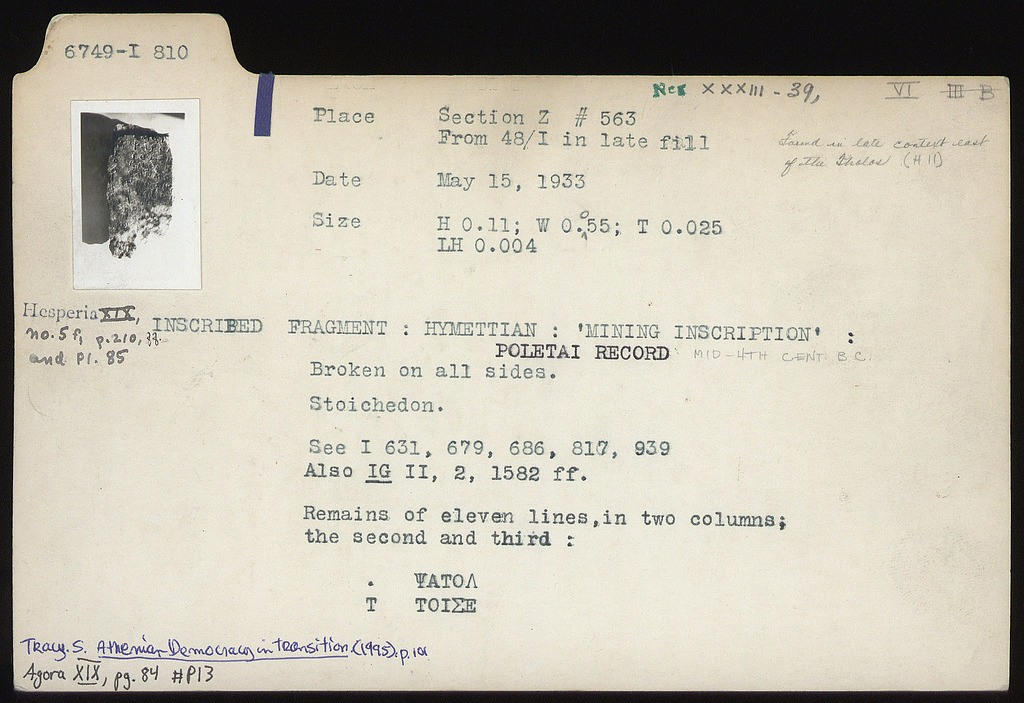 6749-I 810
Neg XXXIII-39, VI III B
Place Section Z # 563
From 48/I in late fill
Found in late context east
of the Tholos (H 11)
Date May 15, 1933
Size H 0.11; W 0.055; T 0.025
LH 0.004
Hesperia XIX,
no. 5 f, p. 210, ff.
and Pl. 85
INSCRIBED FRAGMENT : HYMETTIAN : 'MINING INSCRIPTION' :
POLETAI RECORD MID-4TH CENT. B.C.
Broken on all sides.
Stoichedon.
See I 631, 679, 686, 817, 939
Also IG II, 2, 1582 ff.
Remains of eleven lines, in two columns;
the second and third :
. ΨΑΤΟΛ
Τ ΤΟΙΣΕ
Tracy. S. Athenian Democracy in transition (1995). p. 101
Agora XIX, pg. 84 #P13